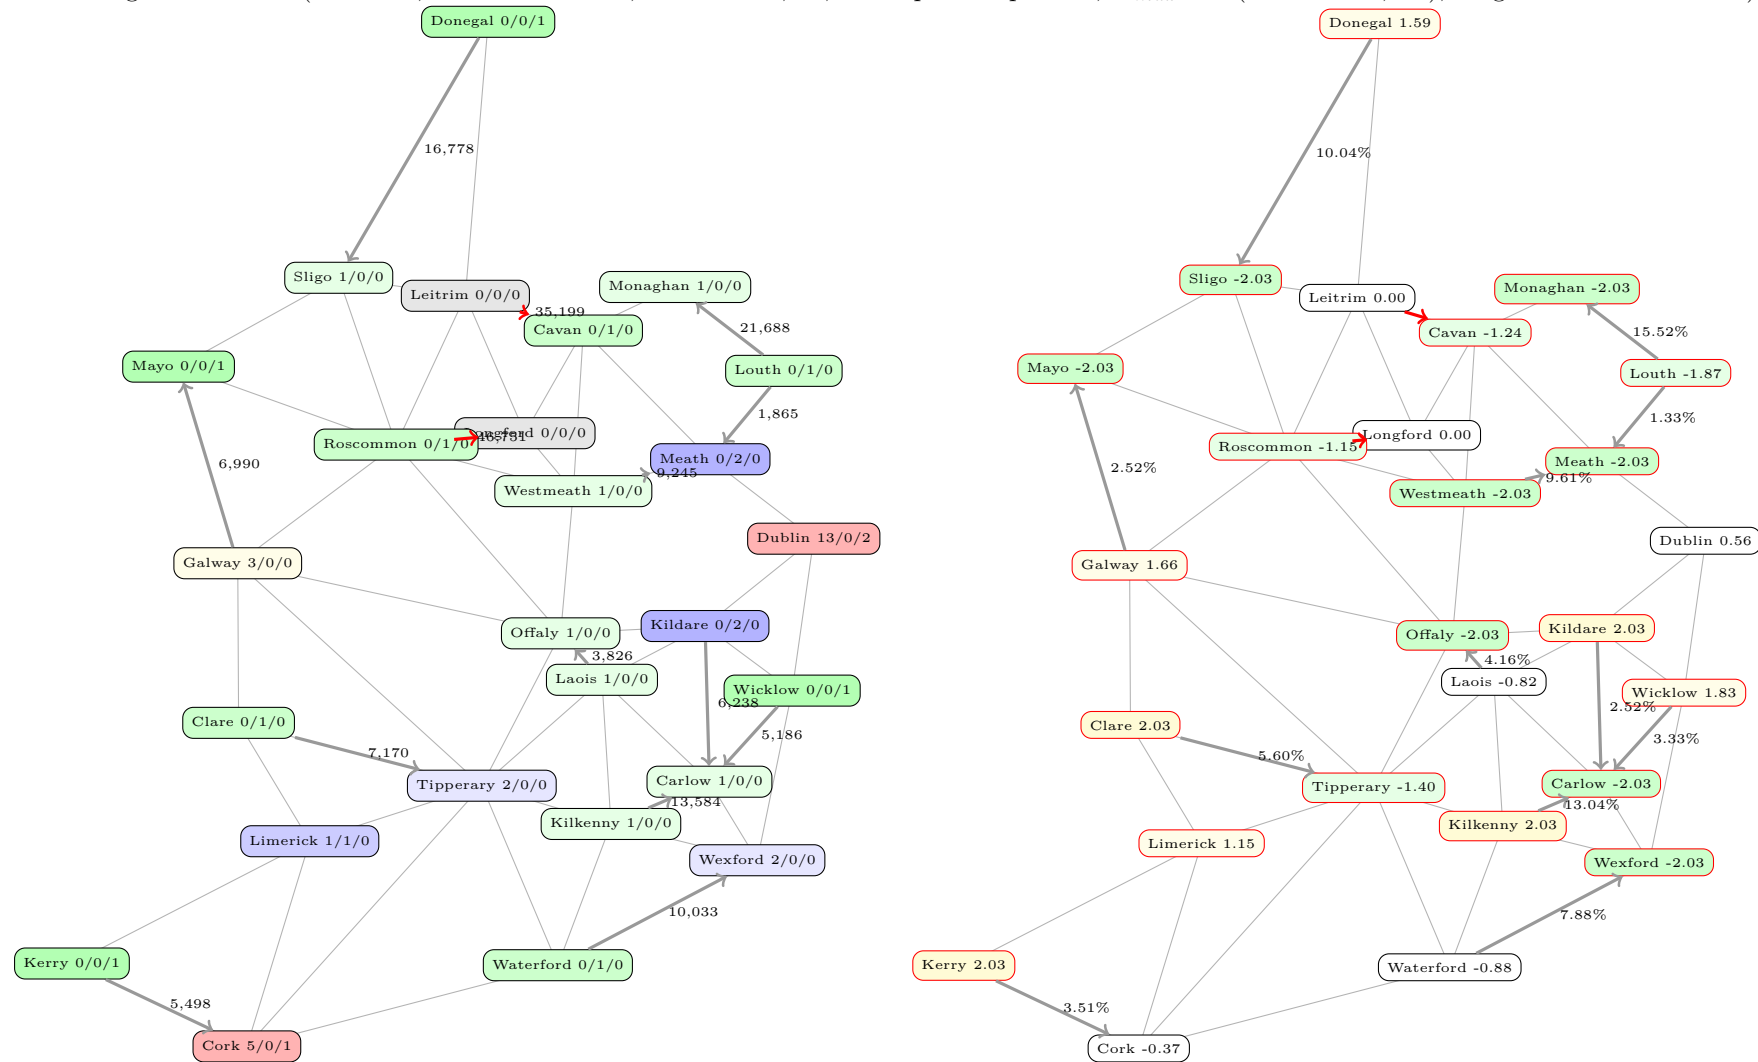 Donegal 0/0/1
16,778
Sligo 1/0/0
Leitrim 0/0/0
Monaghan 1/0/0
35,199
Cavan 0/1/0
21,688
Mayo 0/0/1
Louth 0/1/0
1,865
Roscommon 0/1/0
Longford 0/0/0
6,990
Meath 0/2/0
9,245
Westmeath 1/0/0
Dublin 13/0/2
Galway 3/0/0
Offaly 1/0/0
Kildare 0/2/0
3,826
Laois 1/0/0
Wicklow 0/0/1
6,238
Clare 0/1/0
5,186
7,170
Tipperary 2/0/0
Carlow 1/0/0
13,584
Kilkenny 1/0/0
Limerick 1/1/0
Wexford 2/0/0
10,033
Kerry 0/0/1
Waterford 0/1/0
5,498
Cork 5/0/1
Donegal 1.59
10.04%
Sligo -2.03
Leitrim 0.00
Monaghan -2.03
Cavan -1.24
15.52%
Mayo -2.03
Louth -1.87
1.33%
Roscommon -1.15
Longford 0.00
2.52%
Meath -2.03
9.61%
Westmeath -2.03
Dublin 0.56
Galway 1.66
Offaly -2.03
Kildare 2.03
4.16%
Laois -0.82
Wicklow 1.83
2.52%
Clare 2.03
3.33%
5.60%
Tipperary -1.40
Carlow -2.03
13.04%
Kilkenny 2.03
Limerick 1.15
Wexford -2.03
7.88%
Kerry 2.03
Waterford -0.88
3.51%
Cork -0.37